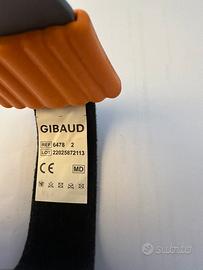 GIBAUD
REF 6478 2
LOT 22025872113
CE MD
subito